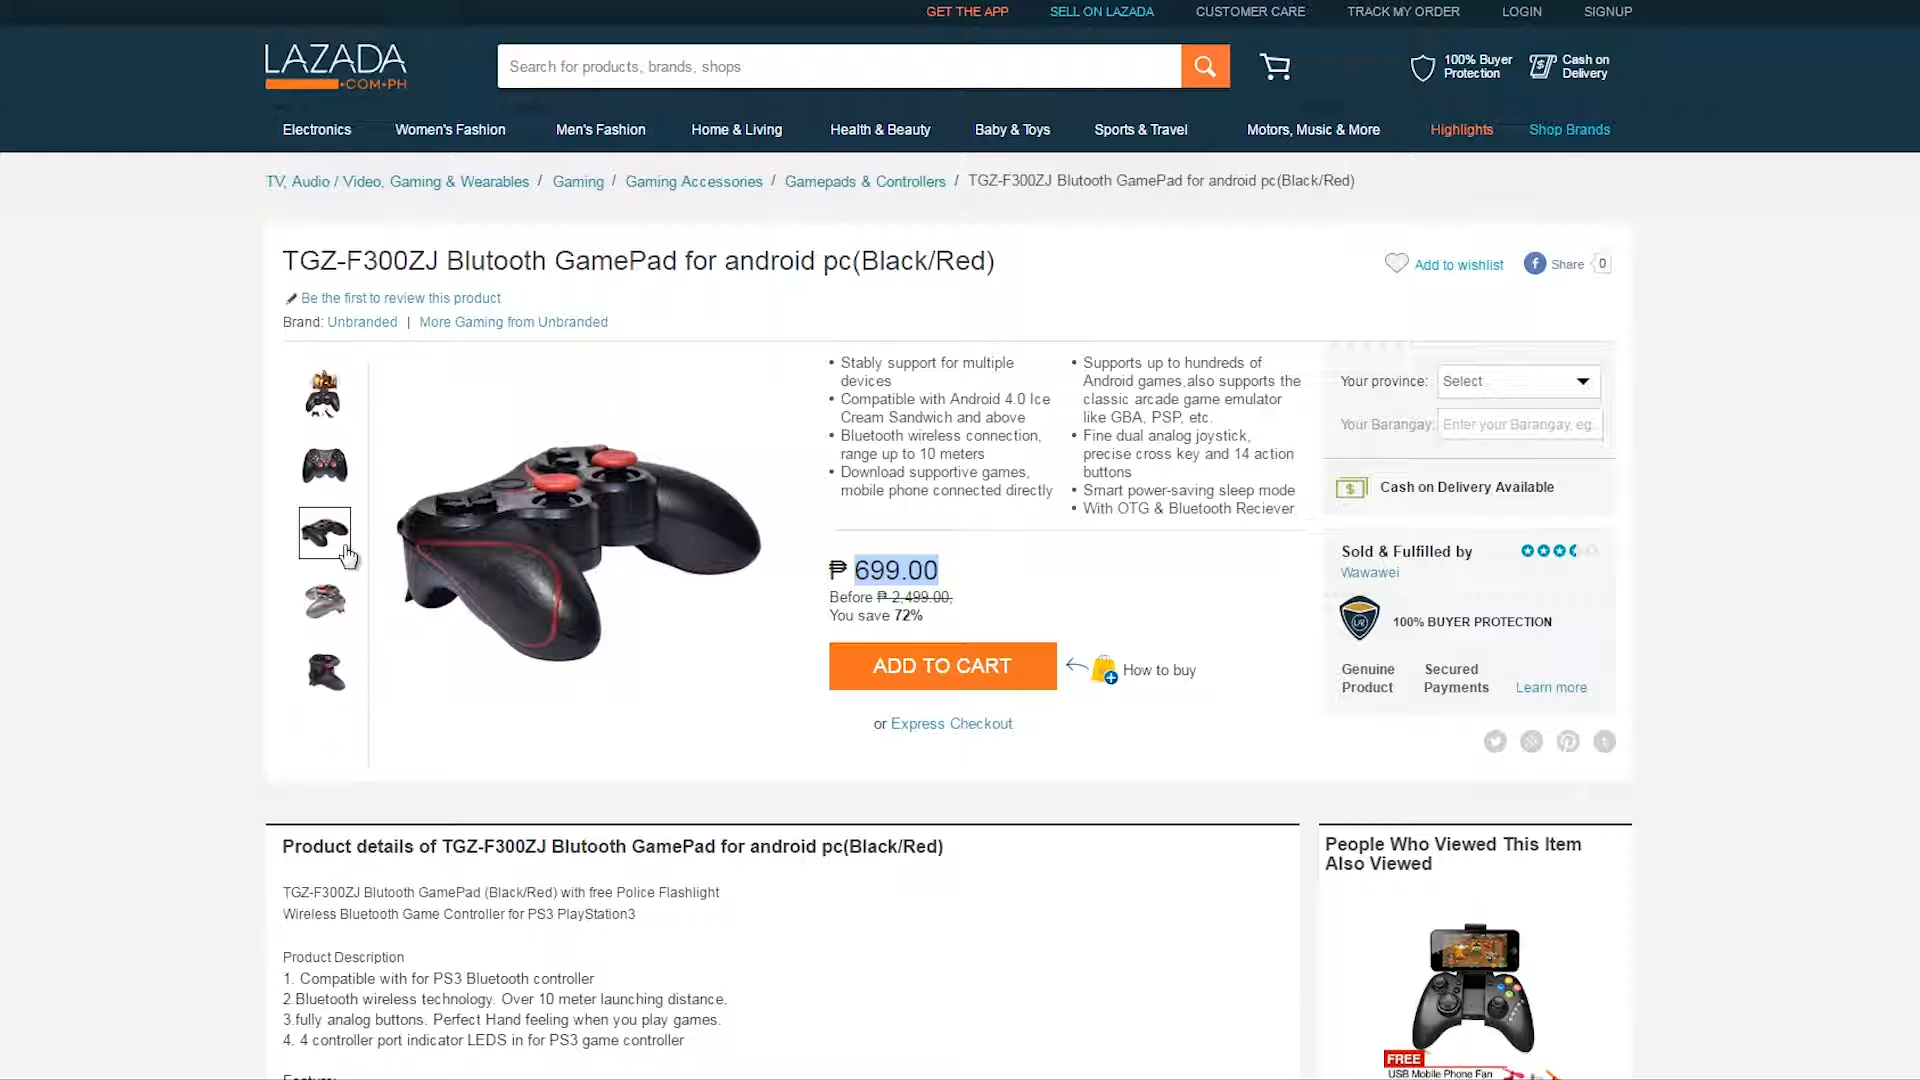 GET THE APP SELL ON LAZADA CUSTOMER CARE TRACK MY ORDER LOGIN SIGNUP
LAZADA
.COM.PH
Search for products, brands, shops
100% Buyer
Protection
Cash on
Delivery
Electronics Women's Fashion Men's Fashion Home & Living Health & Beauty Baby & Toys Sports & Travel Motors, Music & More Highlights Shop Brands
TV, Audio / Video, Gaming & Wearables / Gaming / Gaming Accessories / Gamepads & Controllers / TGZ-F300ZJ Blutooth GamePad for android pc(Black/Red)
TGZ-F300ZJ Blutooth GamePad for android pc(Black/Red)
Add to wishlist
Share 0
Be the first to review this product
Brand: Unbranded | More Gaming from Unbranded
• Stably support for multiple
devices
• Compatible with Android 4.0 Ice
Cream Sandwich and above
• Bluetooth wireless connection,
range up to 10 meters
• Download supportive games,
mobile phone connected directly
• Supports up to hundreds of
Android games,also supports the
classic arcade game emulator
like GBA, PSP, etc.
• Fine dual analog joystick,
precise cross key and 14 action
buttons
• Smart power-saving sleep mode
• With OTG & Bluetooth Reciever
₱ 699.00
Before ₱ 2,499.00,
You save 72%
ADD TO CART
How to buy
or Express Checkout
Your province: Select
Your Barangay: Enter your Barangay, eg.
Cash on Delivery Available
Sold & Fulfilled by
Wawawei
100% BUYER PROTECTION
Genuine
Product
Secured
Payments
Learn more
Product details of TGZ-F300ZJ Blutooth GamePad for android pc(Black/Red)
TGZ-F300ZJ Blutooth GamePad (Black/Red) with free Police Flashlight
Wireless Bluetooth Game Controller for PS3 PlayStation3
Product Description
1. Compatible with for PS3 Bluetooth controller
2.Bluetooth wireless technology. Over 10 meter launching distance.
3.fully analog buttons. Perfect Hand feeling when you play games.
4. 4 controller port indicator LEDS in for PS3 game controller
People Who Viewed This Item
Also Viewed
FREE
USB Mobile Phone Fan